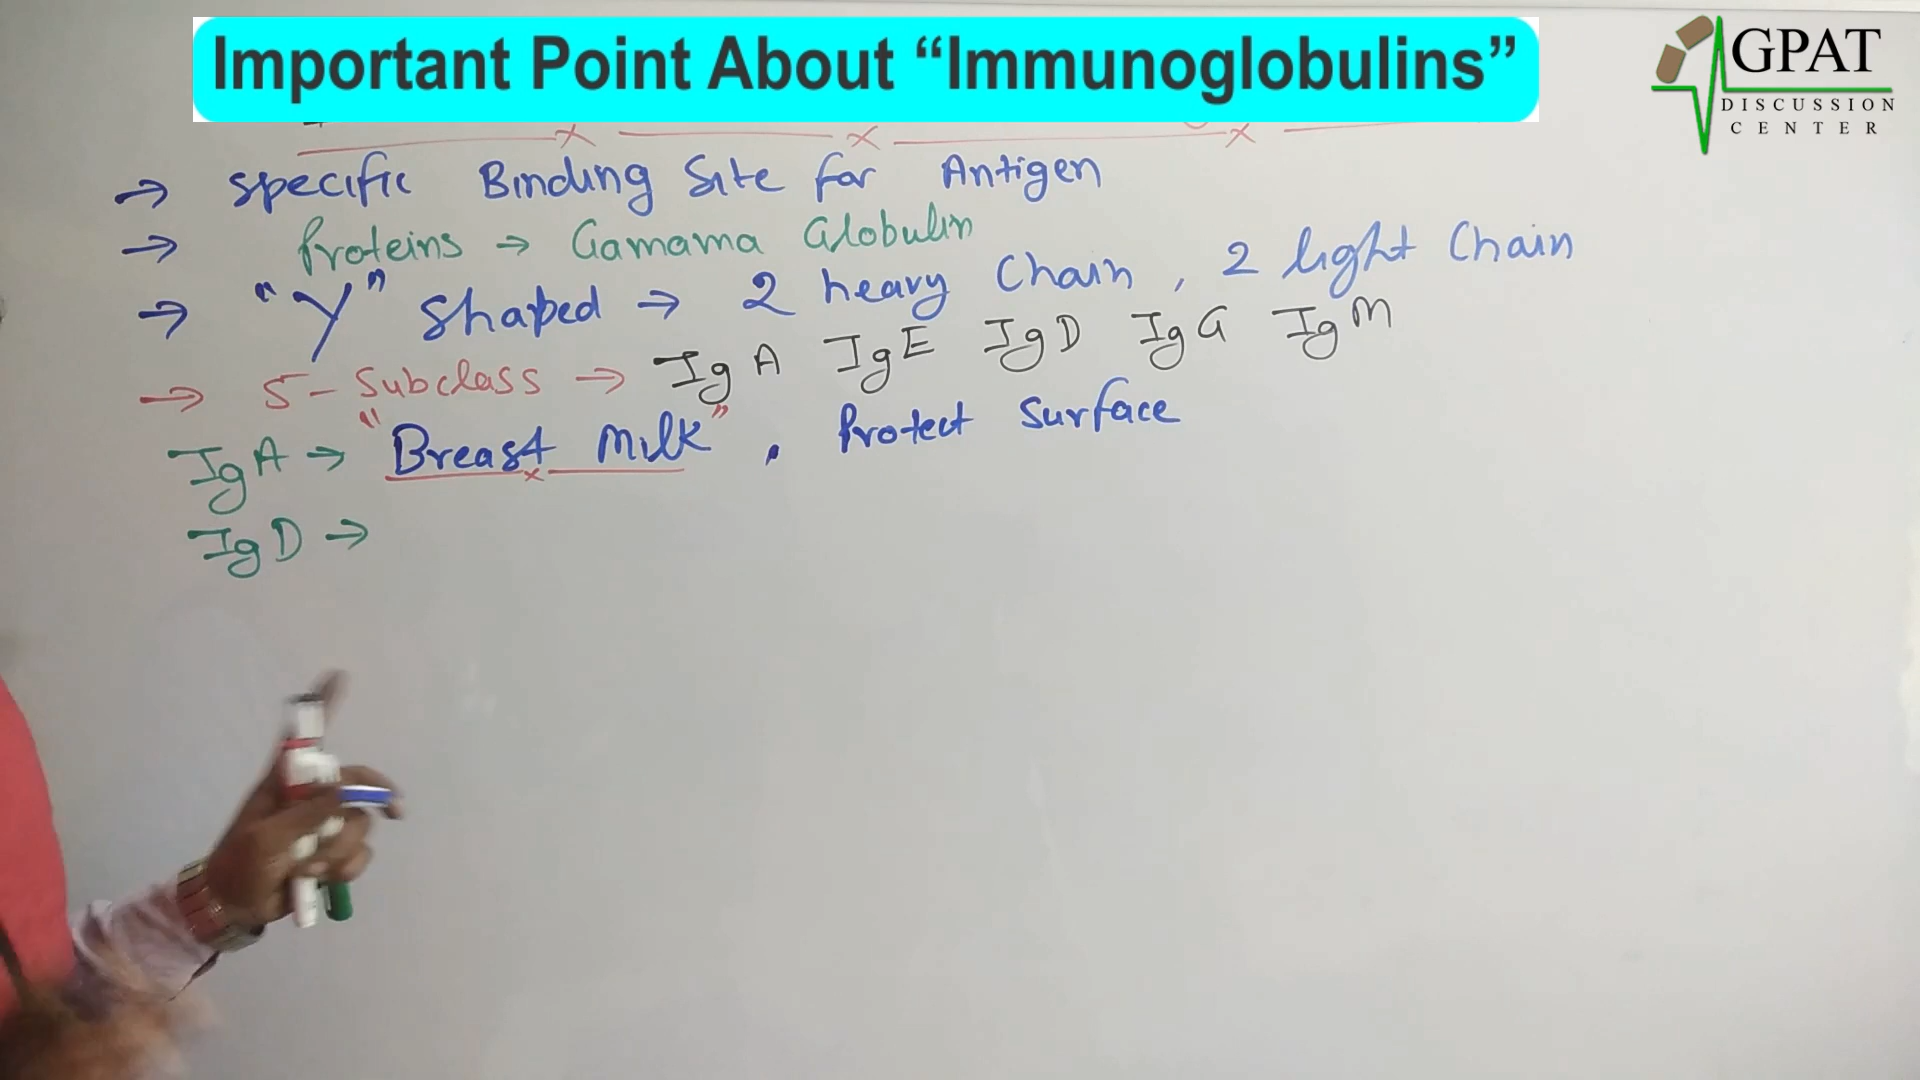 Important Point About “Immunoglobulins”
GPAT
DISCUSSION
CENTER
→ Specific Binding Site for Antigen
→ Proteins → Gamama Globulin
→ "Y" Shaped → 2 heavy Chain, 2 light Chain
→ 5-Subclass → IgA IgE IgD IgG IgM
IgA → "Breast Milk", Protect Surface
IgD →